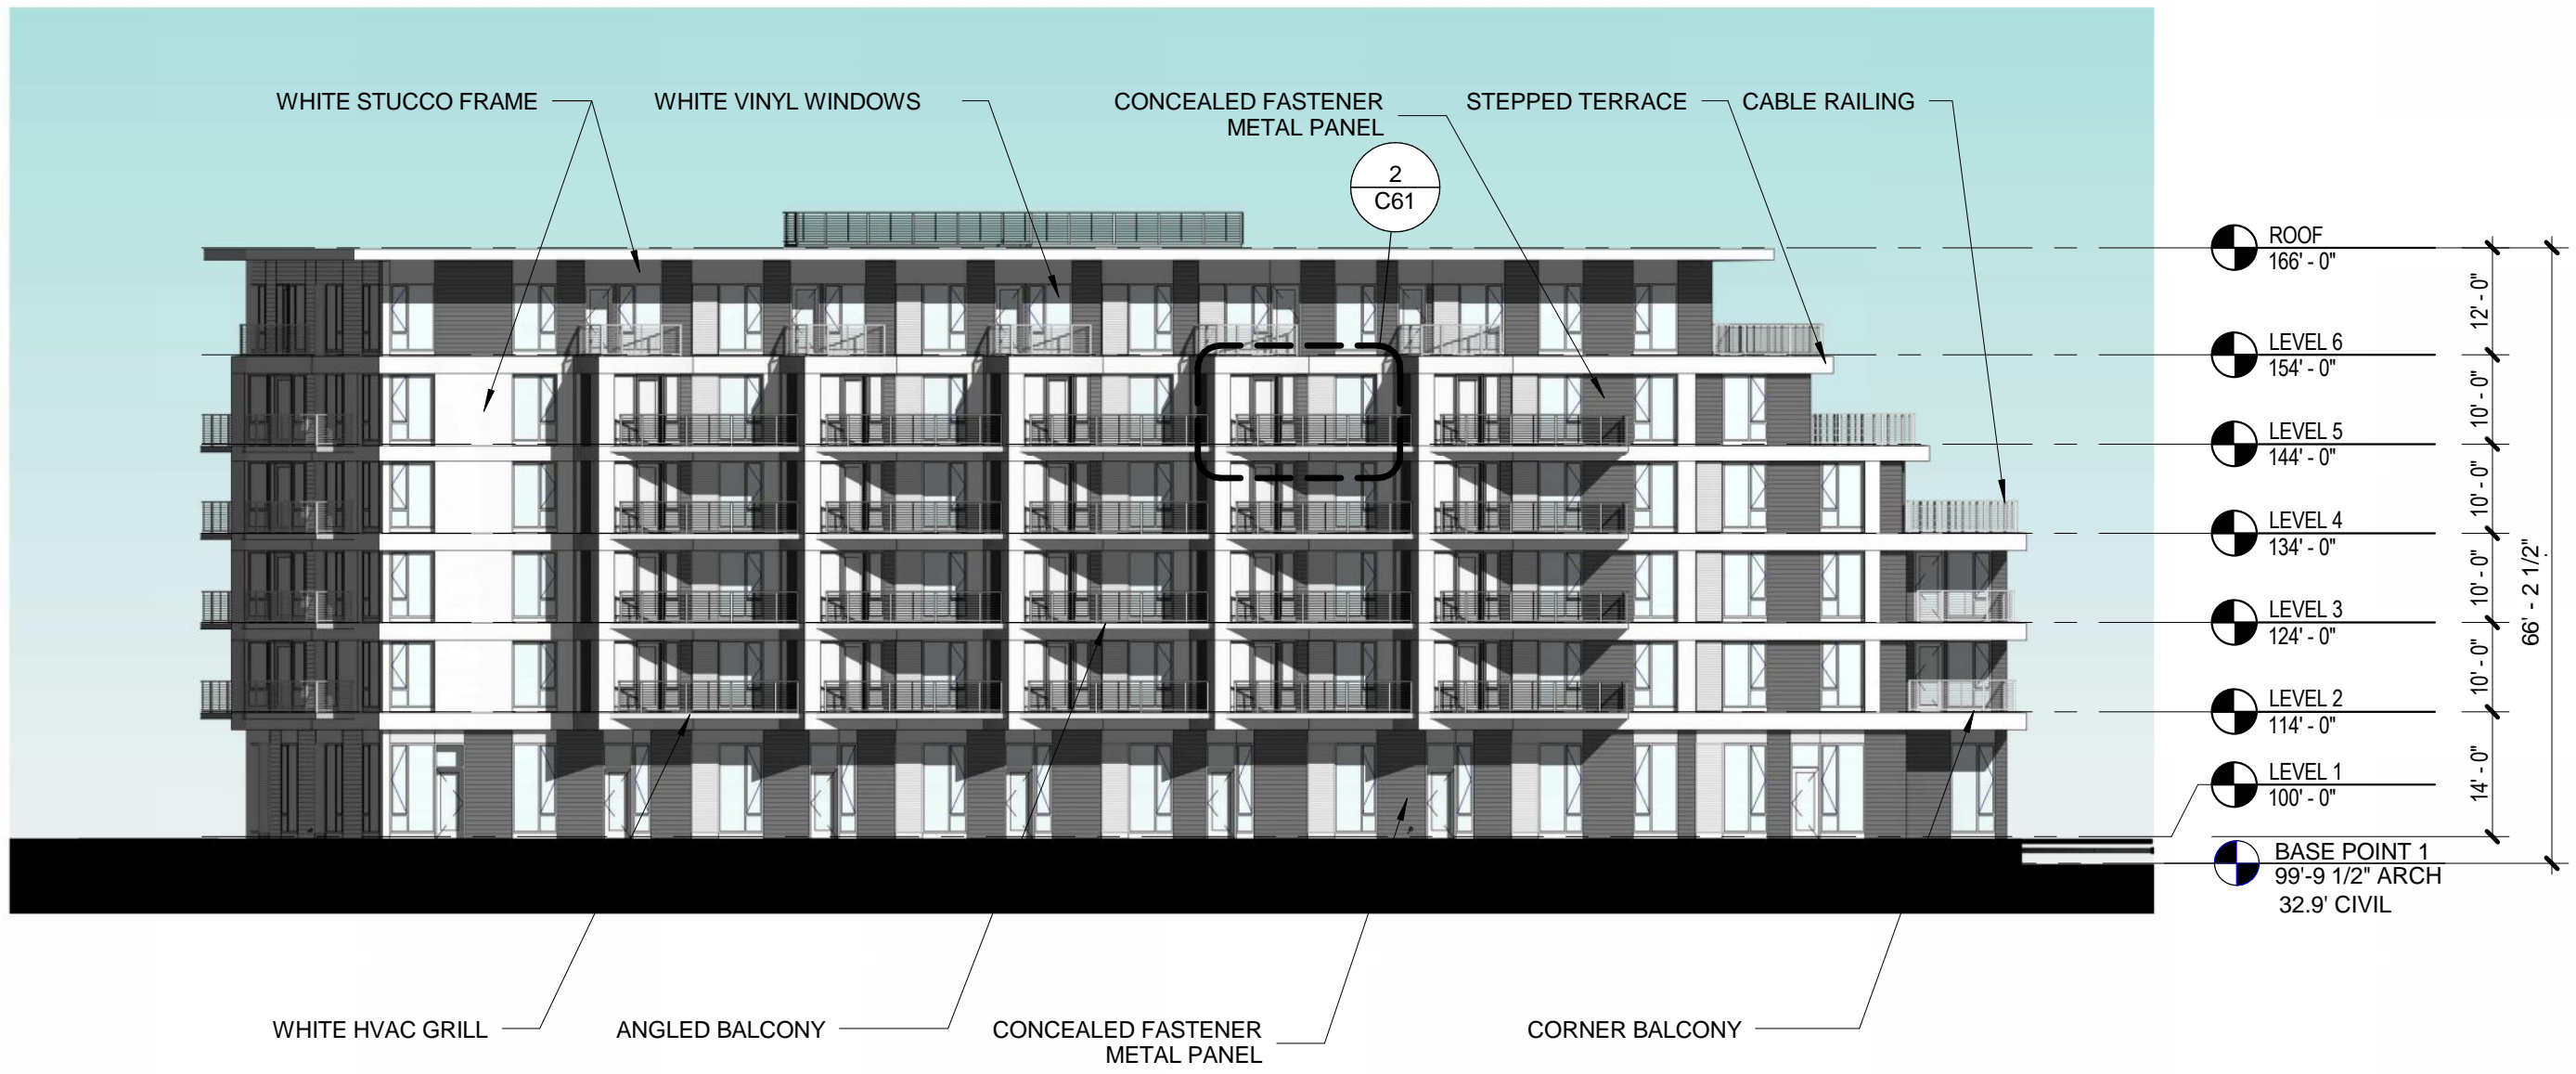 WHITE STUCCO FRAME
WHITE VINYL WINDOWS
CONCEALED FASTENER
METAL PANEL
STEPPED TERRACE
CABLE RAILING
2
C61
ROOF
166' - 0"
12' - 0"
LEVEL 6
154' - 0"
10' - 0"
LEVEL 5
144' - 0"
10' - 0"
LEVEL 4
134' - 0"
10' - 0"
66' - 2 1/2"
LEVEL 3
124' - 0"
10' - 0"
LEVEL 2
114' - 0"
14' - 0"
LEVEL 1
100' - 0"
BASE POINT 1
99'-9 1/2" ARCH
32.9' CIVIL
WHITE HVAC GRILL
ANGLED BALCONY
CONCEALED FASTENER
METAL PANEL
CORNER BALCONY